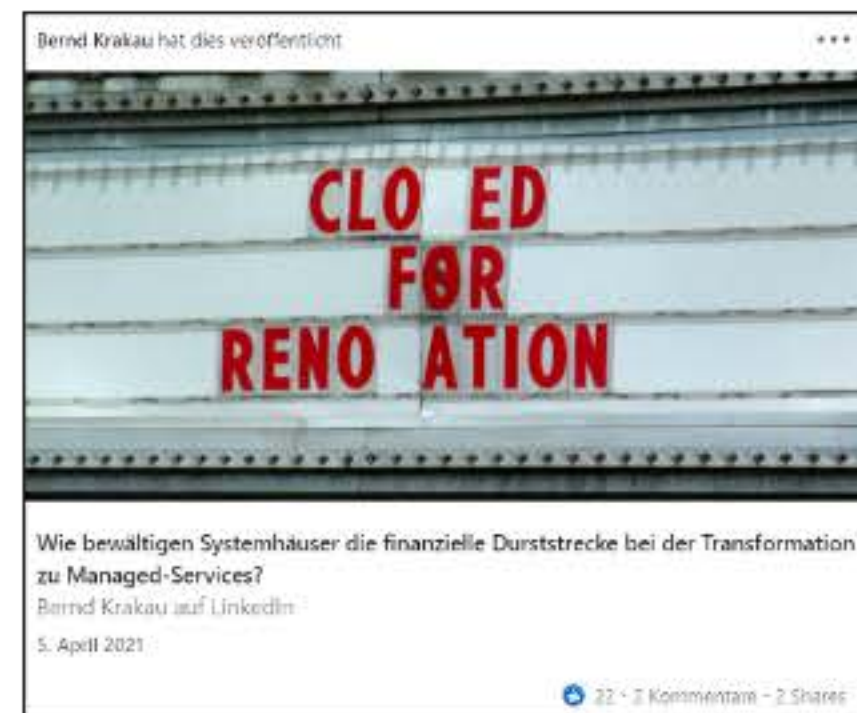 Bernd Krakau hat dies veröffentlicht
CLO ED
FOR
RENO ATION
Wie bewältigen Systemhäuser die finanzielle Durststrecke bei der Transformation
zu Managed-Services?
Bernd Krakau auf LinkedIn
5. April 2021
22 - 2 Kommentare - 2 Shares